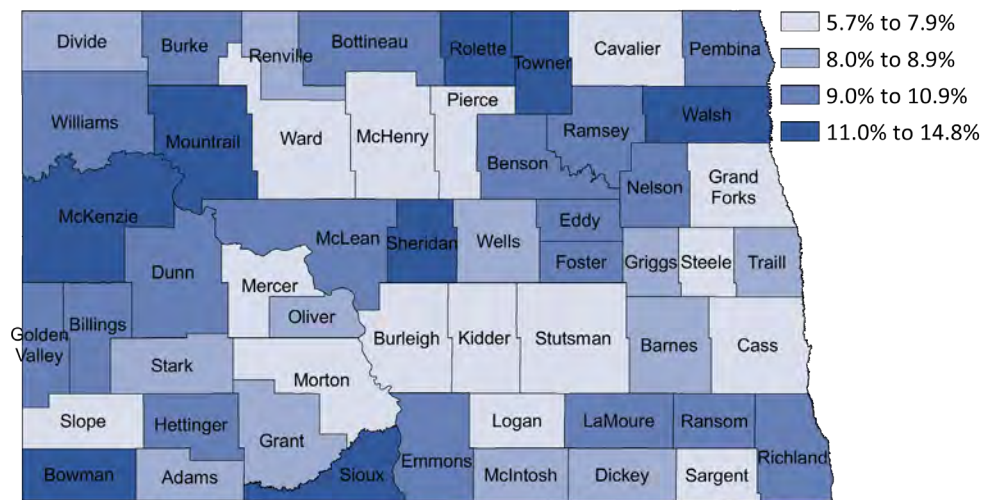 5.7% to 7.9%
8.0% to 8.9%
9.0% to 10.9%
11.0% to 14.8%
Divide
Burke
Renville
Bottineau
Rolette
Towner
Cavalier
Pembina
Williams
Mountrail
Ward
McHenry
Pierce
Benson
Ramsey
Walsh
Nelson
Grand
Forks
McKenzie
Dunn
McLean
Sheridan
Wells
Eddy
Foster
Griggs
Steele
Traill
Mercer
Oliver
Golden
Valley
Billings
Stark
Morton
Burleigh
Kidder
Stutsman
Barnes
Cass
Slope
Hettinger
Grant
Logan
LaMoure
Ransom
Richland
Bowman
Adams
Sioux
Emmons
McIntosh
Dickey
Sargent